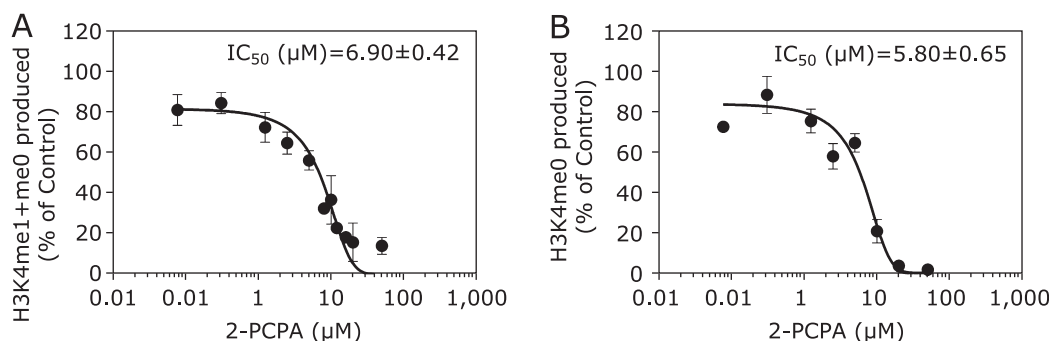 A
H3K4me1+me0 produced
(% of Control)
120
100
80
60
40
20
0
IC50 (µM)=6.90±0.42
0.01 0.1 1 10 100 1,000
2-PCPA (µM)
B
H3K4me0 produced
(% of Control)
120
100
80
60
40
20
0
IC50 (µM)=5.80±0.65
0.01 0.1 1 10 100 1,000
2-PCPA (µM)